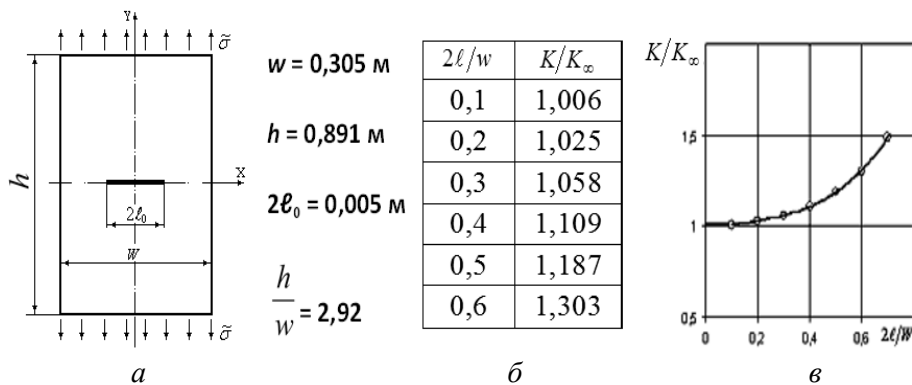 Y
σ̃
h
X
2ℓ₀
W
σ̃
а
w = 0,305 м
h = 0,891 м
2ℓ₀ = 0,005 м
h/w = 2,92
2ℓ/w K/K∞
0,1 1,006
0,2 1,025
0,3 1,058
0,4 1,109
0,5 1,187
0,6 1,303
б
K/K∞
1,5
1
0,5
0 0,2 0,4 0,6 2ℓ/W
в